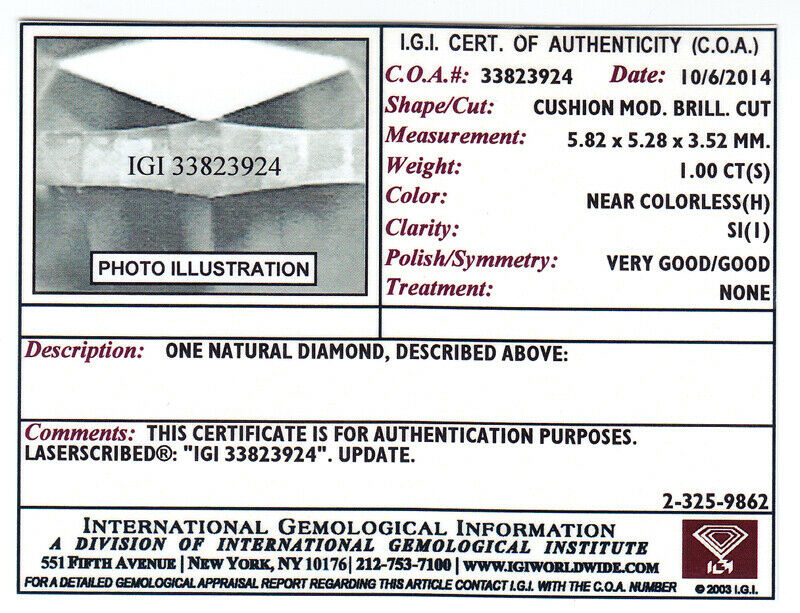 I.G.I. CERT. OF AUTHENTICITY (C.O.A.)
C.O.A.#: 33823924 Date: 10/6/2014
Shape/Cut: CUSHION MOD. BRILL. CUT
Measurement: 5.82 x 5.28 x 3.52 MM.
Weight: 1.00 CT(S)
Color: NEAR COLORLESS(H)
Clarity: SI(1)
Polish/Symmetry: VERY GOOD/GOOD
Treatment: NONE
IGI 33823924
PHOTO ILLUSTRATION
Description: ONE NATURAL DIAMOND, DESCRIBED ABOVE:
Comments: THIS CERTIFICATE IS FOR AUTHENTICATION PURPOSES.
LASERSCRIBED®: "IGI 33823924". UPDATE.
2-325-9862
INTERNATIONAL GEMOLOGICAL INFORMATION
A DIVISION OF INTERNATIONAL GEMOLOGICAL INSTITUTE
551 FIFTH AVENUE | NEW YORK, NY 10176 | 212-753-7100 | WWW.IGIWORLDWIDE.COM
FOR A DETAILED GEMOLOGICAL APPRAISAL REPORT REGARDING THIS ARTICLE CONTACT I.G.I. WITH THE C.O.A. NUMBER
IGI
© 2003 I.G.I.